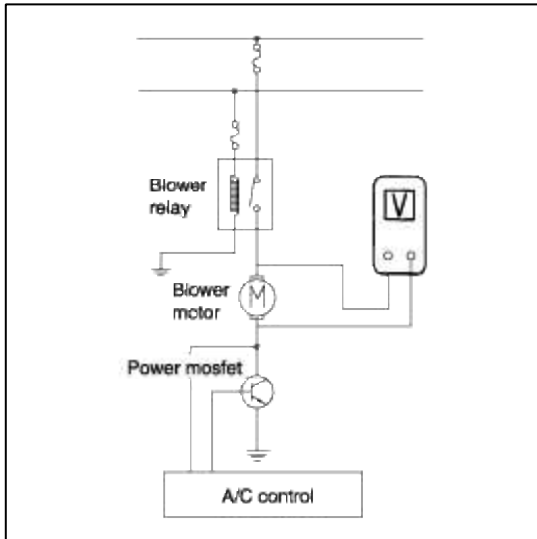 Blower
relay
V
Blower
motor
M
Power mosfet
A/C control